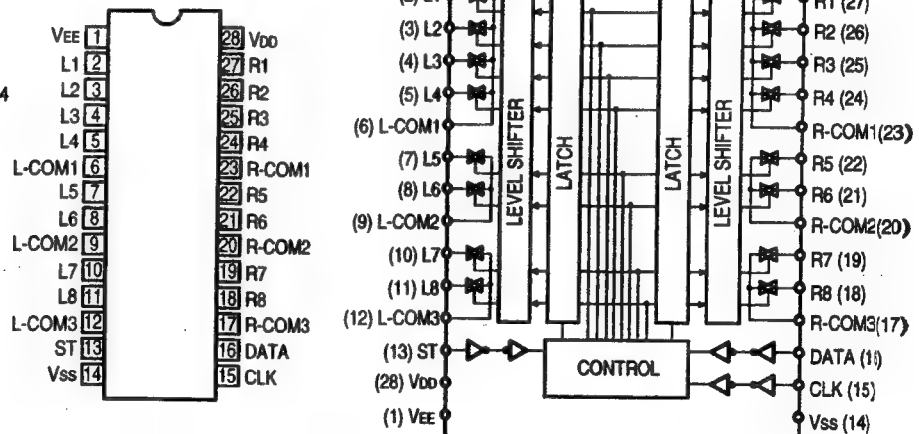 VEE 1
L1 2
L2 3
L3 4
L4 5
L-COM1 6
L5 7
L6 8
L-COM2 9
L7 10
L8 11
L-COM3 12
ST 13
VSS 14
28 VDD
27 R1
26 R2
25 R3
24 R4
23 R-COM1
22 R5
21 R6
20 R-COM2
19 R7
18 R8
17 R-COM3
16 DATA
15 CLK
4
(3) L2
(4) L3
(5) L4
(6) L-COM1
(7) L5
(8) L6
(9) L-COM2
(10) L7
(11) L8
(12) L-COM3
(13) ST
(28) VDD
(1) VEE
LEVEL SHIFTER
LATCH
LATCH
LEVEL SHIFTER
CONTROL
R1 (27)
R2 (26)
R3 (25)
R4 (24)
R-COM1(23)
R5 (22)
R6 (21)
R-COM2(20)
R7 (19)
R8 (18)
R-COM3(17)
DATA (16)
CLK (15)
VSS (14)